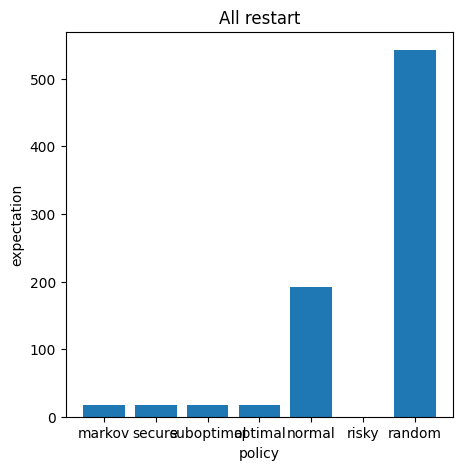 All restart
500
400
300
200
100
0
expectation
markov secure suboptimal optimal normal risky random
policy